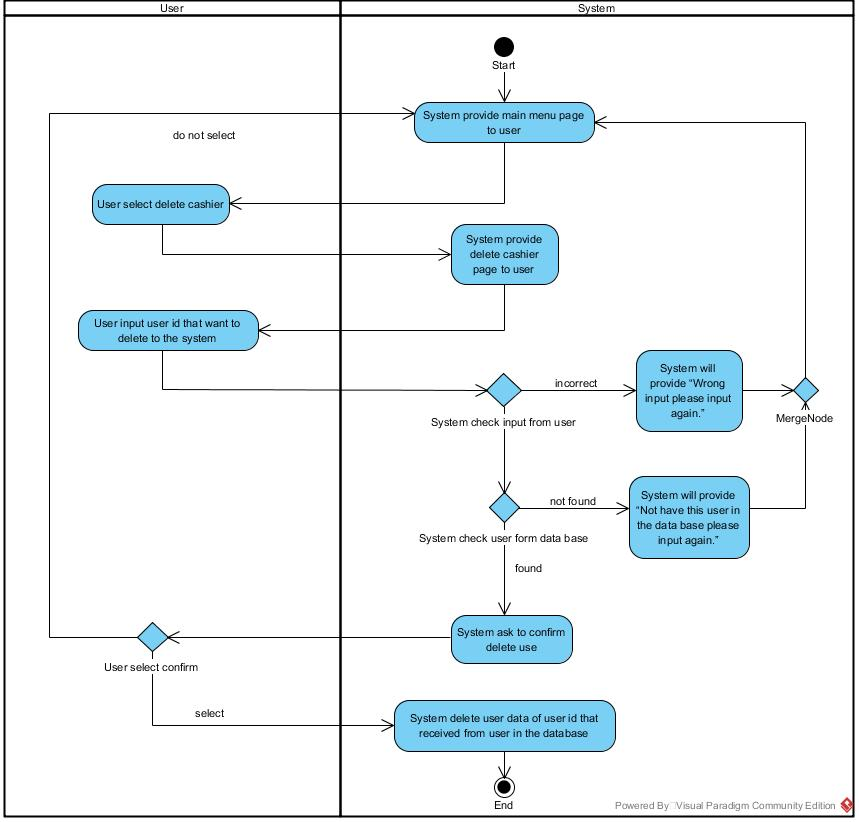 User
System
Start
System provide main menu page
to user
do not select
User select delete cashier
System provide
delete cashier
page to user
User input user id that want to
delete to the system
incorrect
System will
provide “Wrong
input please input
again.”
MergeNode
System check input from user
not found
System will provide
“Not have this user in
the data base please
input again.”
System check user form data base
found
System ask to confirm
delete use
User select confirm
select
System delete user data of user id that
received from user in the database
End
Powered By Visual Paradigm Community Edition